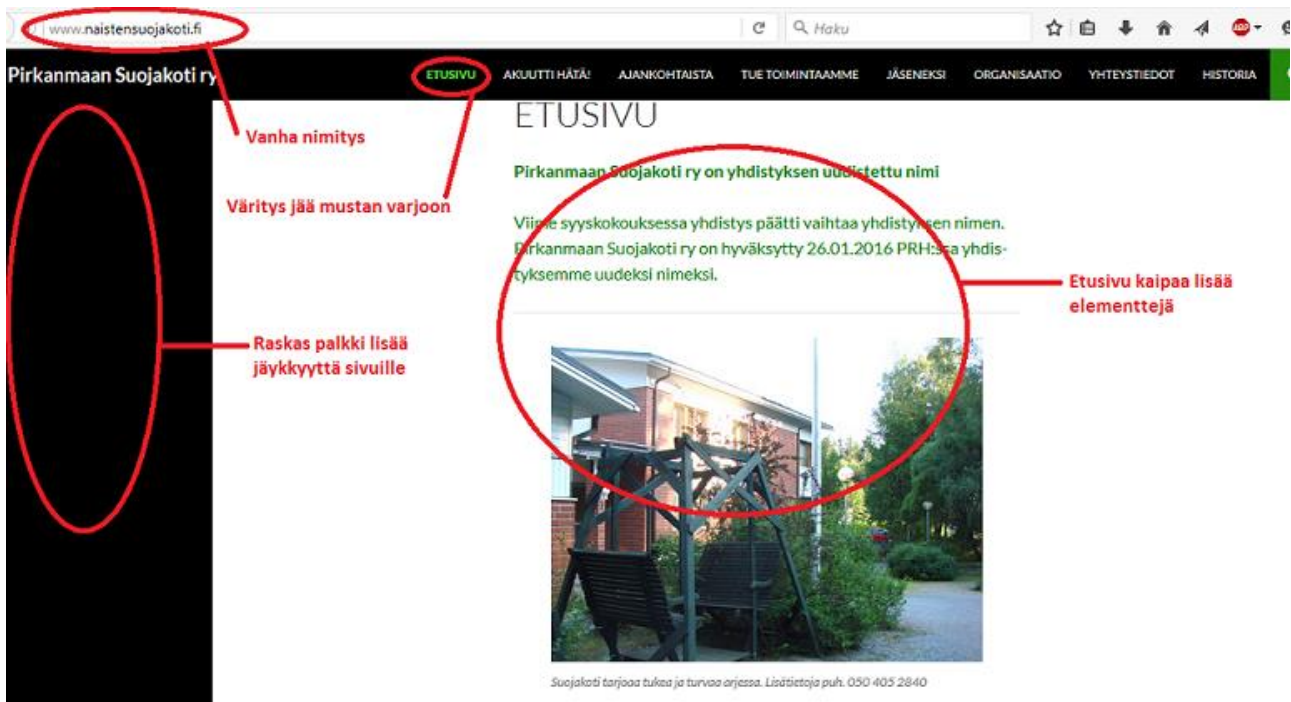 www.naistensuojakoti.fi
Haku
ABP
Pirkanmaan Suojakoti ry
ETUSIVU AKUUTTI HÄTÄ! AJANKOHTAISTA TUE TOIMINTAAMME JÄSENEKSI ORGANISAATIO YHTEYSTIEDOT HISTORIA
ETUSIVU
Vanha nimitys
Pirkanmaan Suojakoti ry on yhdistyksen uudistettu nimi
Väritys jää mustan varjoon
Viime syyskokouksessa yhdistys päätti vaihtaa yhdistyksen nimen.
Pirkanmaan Suojakoti ry on hyväksytty 26.01.2016 PRH:ssa yhdis-
tyksemme uudeksi nimeksi.
Etusivu kaipaa lisää
elementtejä
Raskas palkki lisää
jäykkyyttä sivuille
Suojakoti tarjoaa tukea ja turvaa arjessa. Lisätietoja puh. 050 405 2840